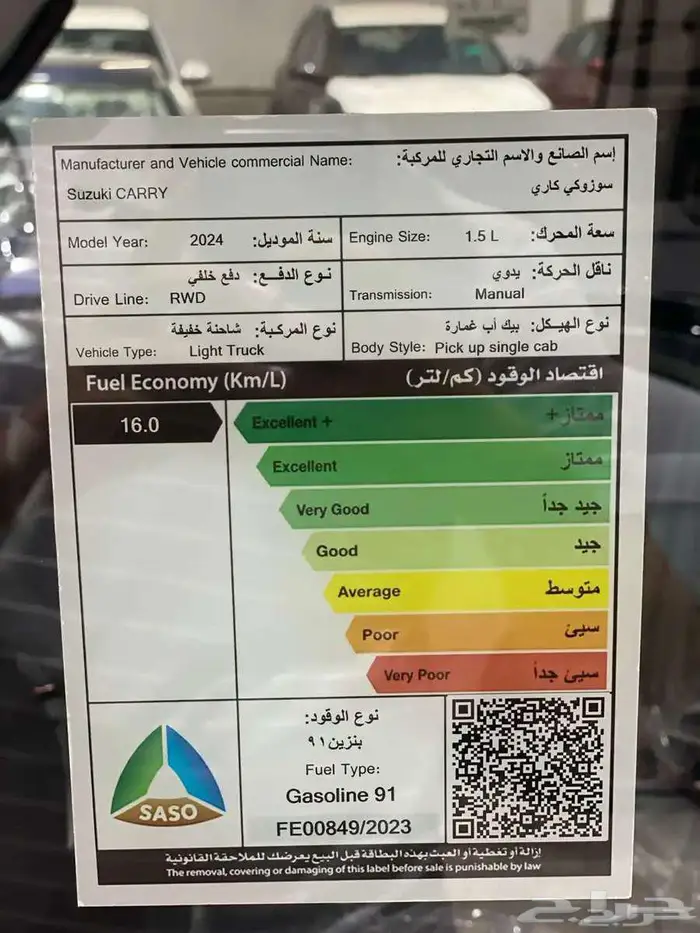 Manufacturer and Vehicle commercial Name: إسم الصانع والاسم التجاري للمركبة:
Suzuki CARRY سوزوكي كاري
Model Year: 2024 سنة الموديل:
Engine Size: 1.5 L سعة المحرك:
نوع الدفع: دفع خلفي
Drive Line: RWD
ناقل الحركة: يدوي
Transmission: Manual
نوع المركبة: شاحنة خفيفة
Vehicle Type: Light Truck
نوع الهيكل: بيك أب غمارة
Body Style: Pick up single cab
Fuel Economy (Km/L) اقتصاد الوقود (كم/لتر)
16.0
Excellent + ممتاز+
Excellent ممتاز
Very Good جيد جداً
Good جيد
Average متوسط
Poor سيئ
Very Poor سيئ جداً
SASO
نوع الوقود:
بنزين ٩١
Fuel Type:
Gasoline 91
FE00849/2023
إزالة أو تغطية أو العبث بهذه البطاقة قبل البيع يعرضك للملاحقة القانونية
The removal, covering or damaging of this label before sale is punishable by law
حراج